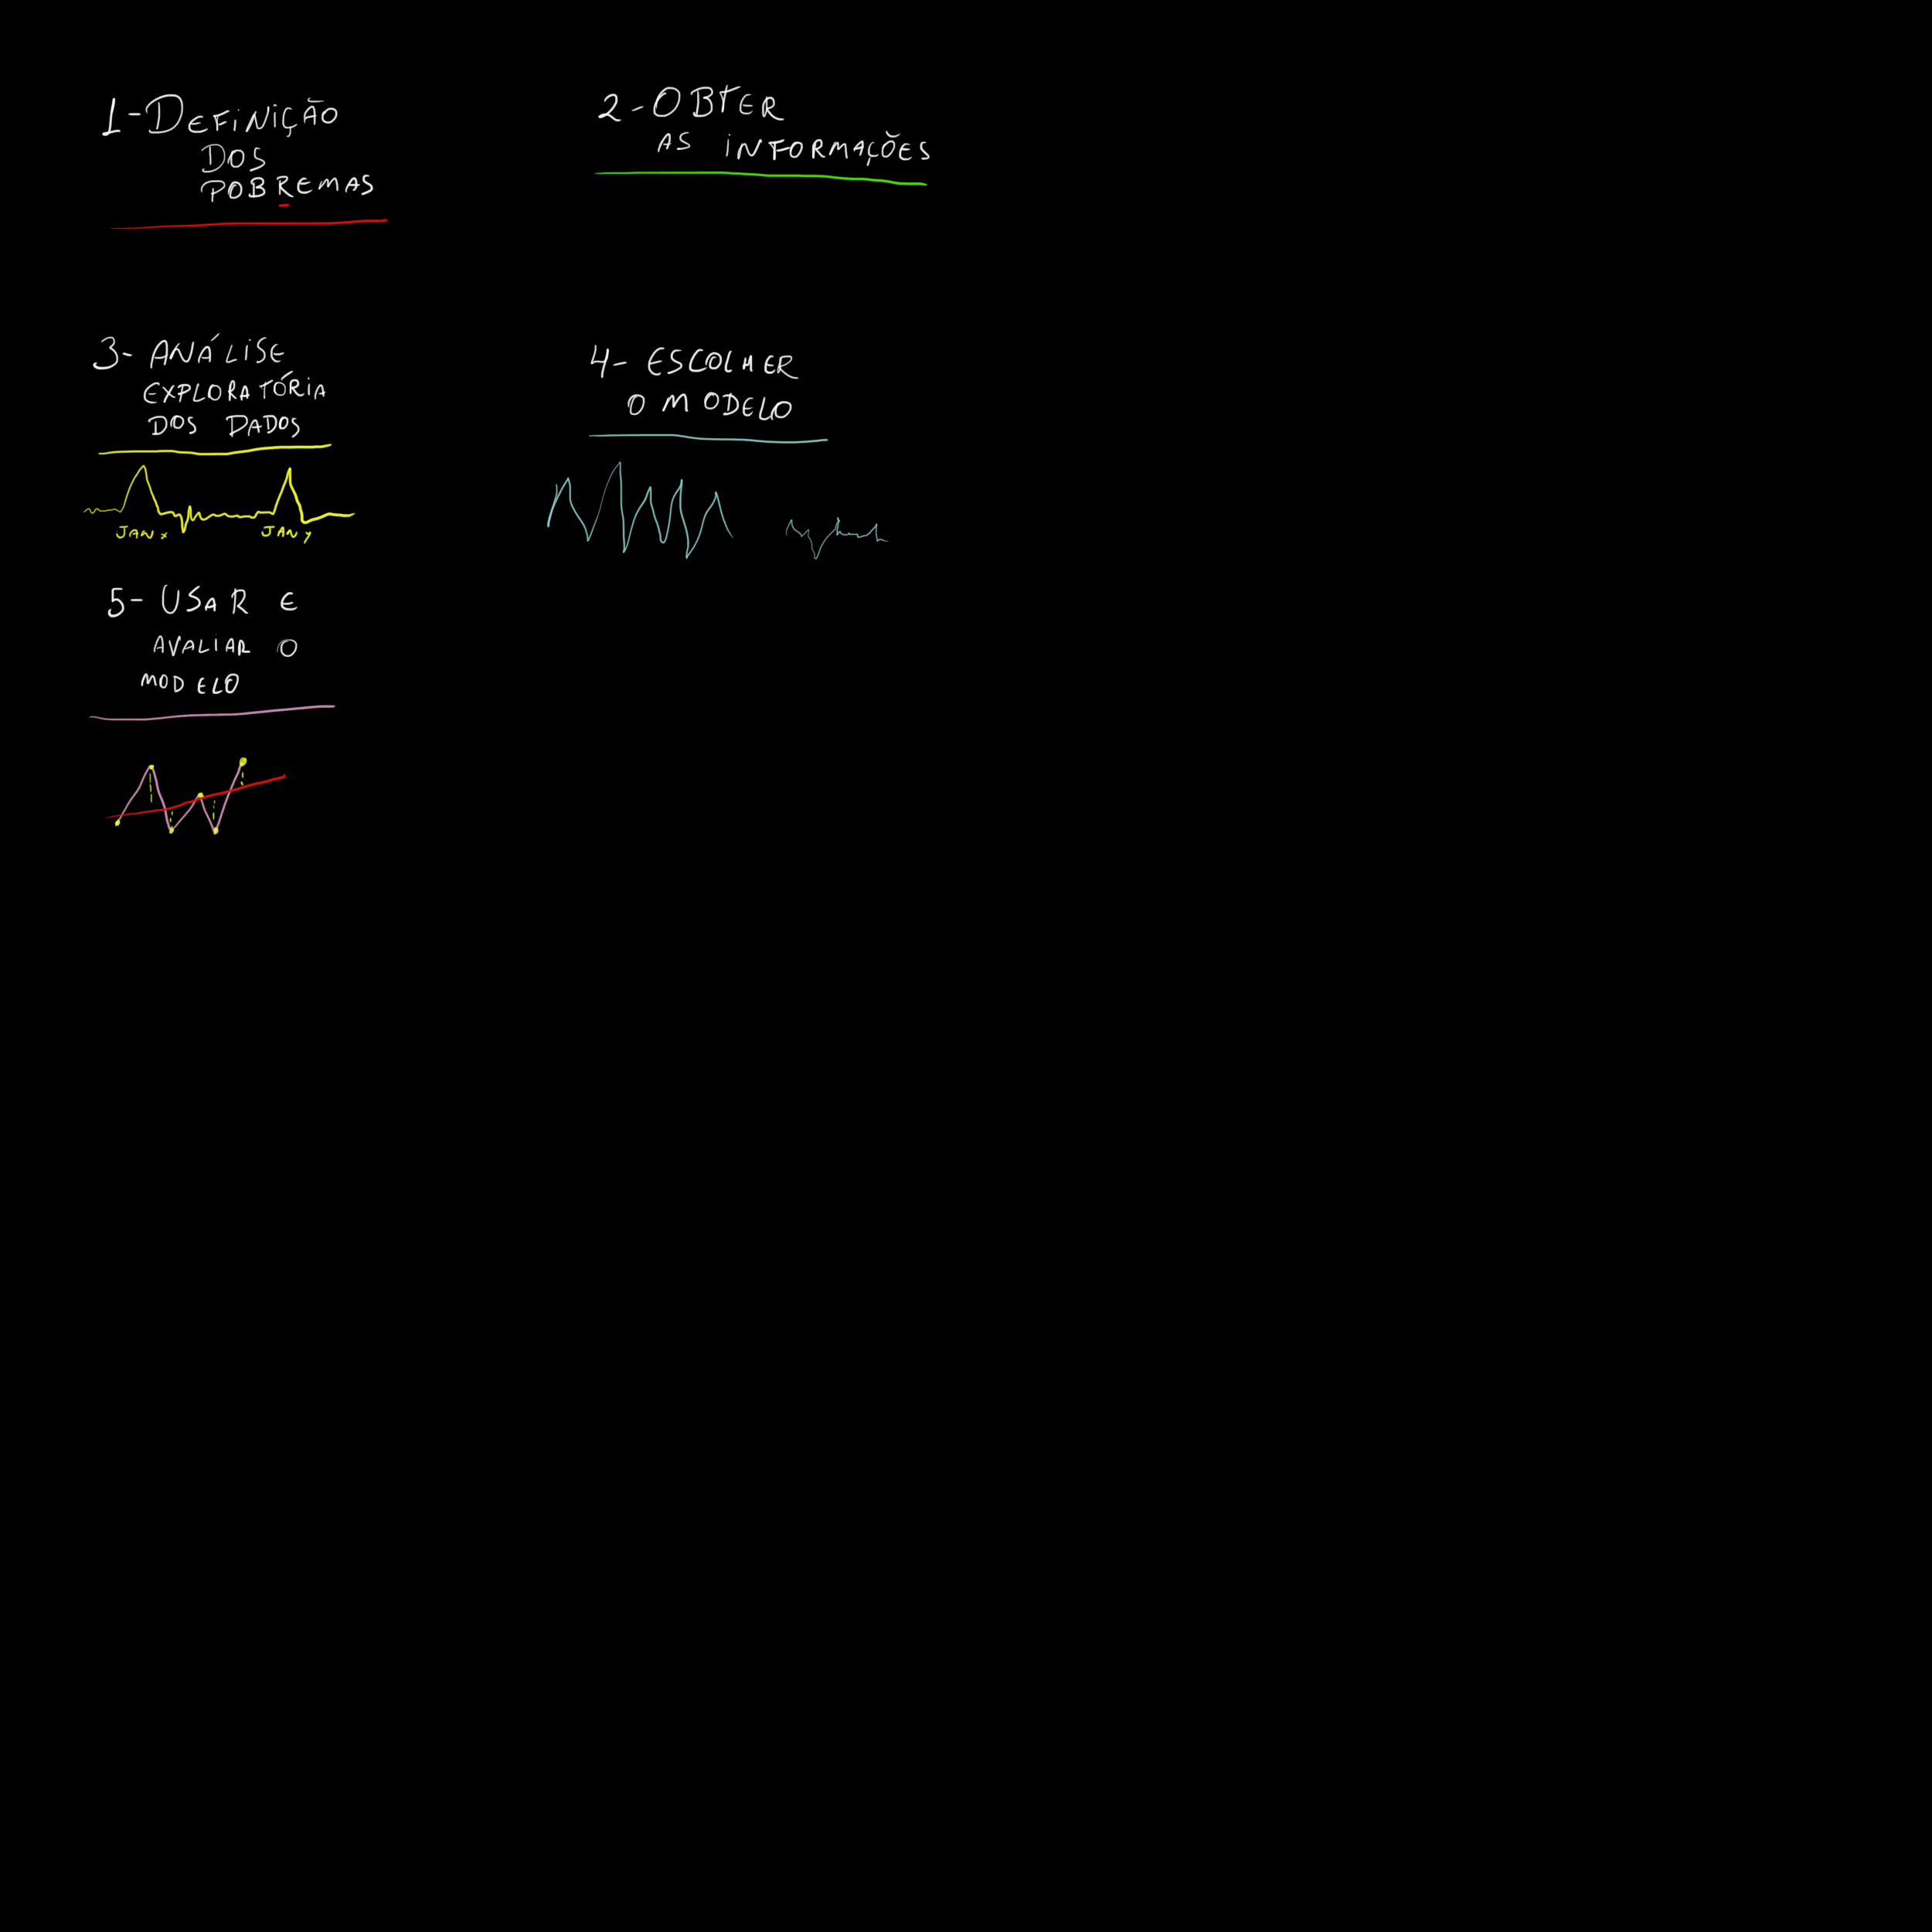 1-DEFINIÇÃO
DOS
POBREMAS
2-OBTER
AS INFORMAÇÕES
3- ANÁLISE
EXPLORATÓRIA
DOS DADOS
JAN x
JAN y
4- ESCOLHER
O MODELO
5- USAR E
AVALIAR O
MODELO